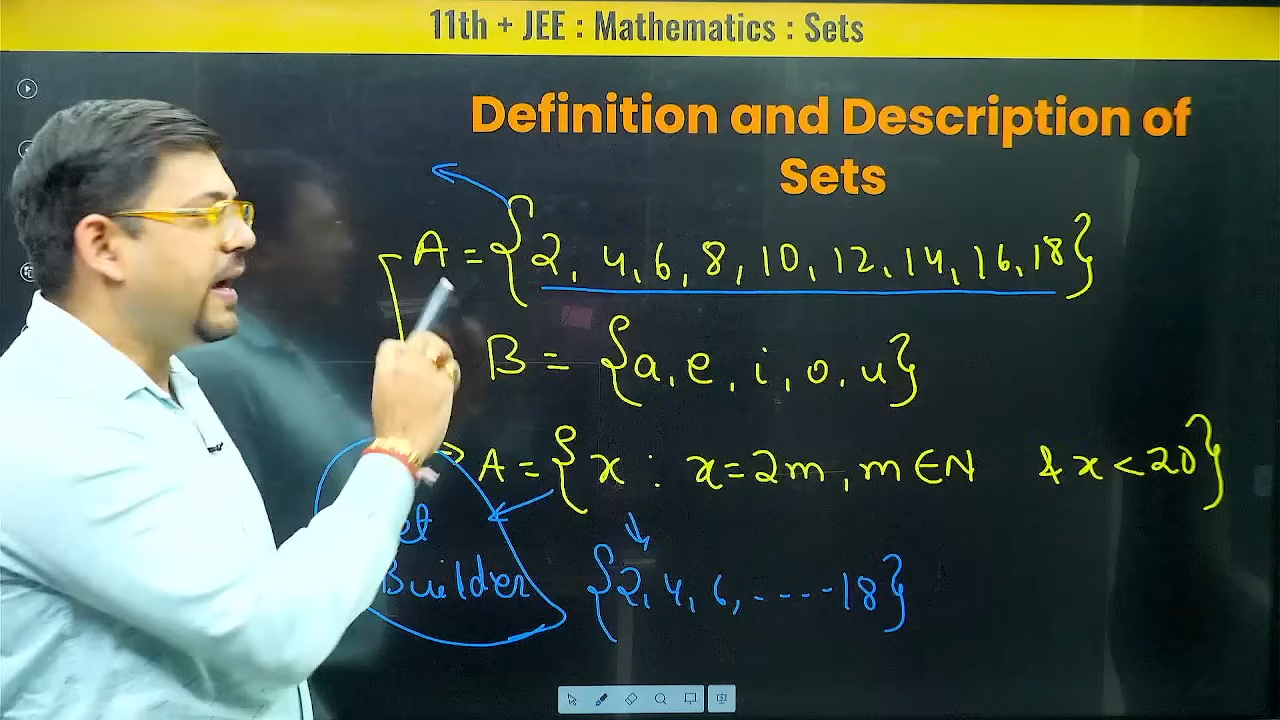 11th + JEE : Mathematics : Sets
Definition and Description of
Sets
A = {2, 4, 6, 8, 10, 12, 14, 16, 18}
B = {a, e, i, o, u}
⇒ A = {x : x = 2m, m ∈ N & x < 20}
Builder
{2, 4, 6, ----- 18}